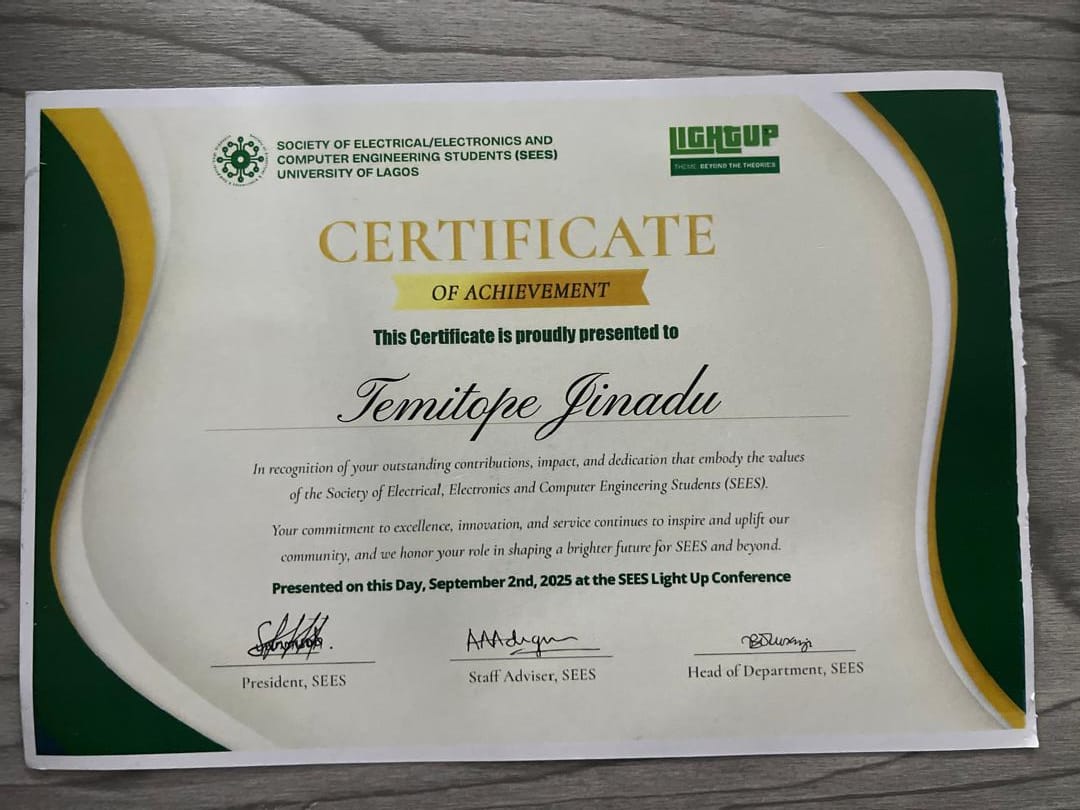 SOCIETY OF ELECTRICAL/ELECTRONICS AND
COMPUTER ENGINEERING STUDENTS (SEES)
UNIVERSITY OF LAGOS
LIGHTUP
THEME: BEYOND THE THEORIES
CERTIFICATE
OF ACHIEVEMENT
This Certificate is proudly presented to
Temitope Jinadu
In recognition of your outstanding contributions, impact, and dedication that embody the values
of the Society of Electrical, Electronics and Computer Engineering Students (SEES).
Your commitment to excellence, innovation, and service continues to inspire and uplift our
community, and we honor your role in shaping a brighter future for SEES and beyond.
Presented on this Day, September 2nd, 2025 at the SEES Light Up Conference
President, SEES
Staff Adviser, SEES
Head of Department, SEES